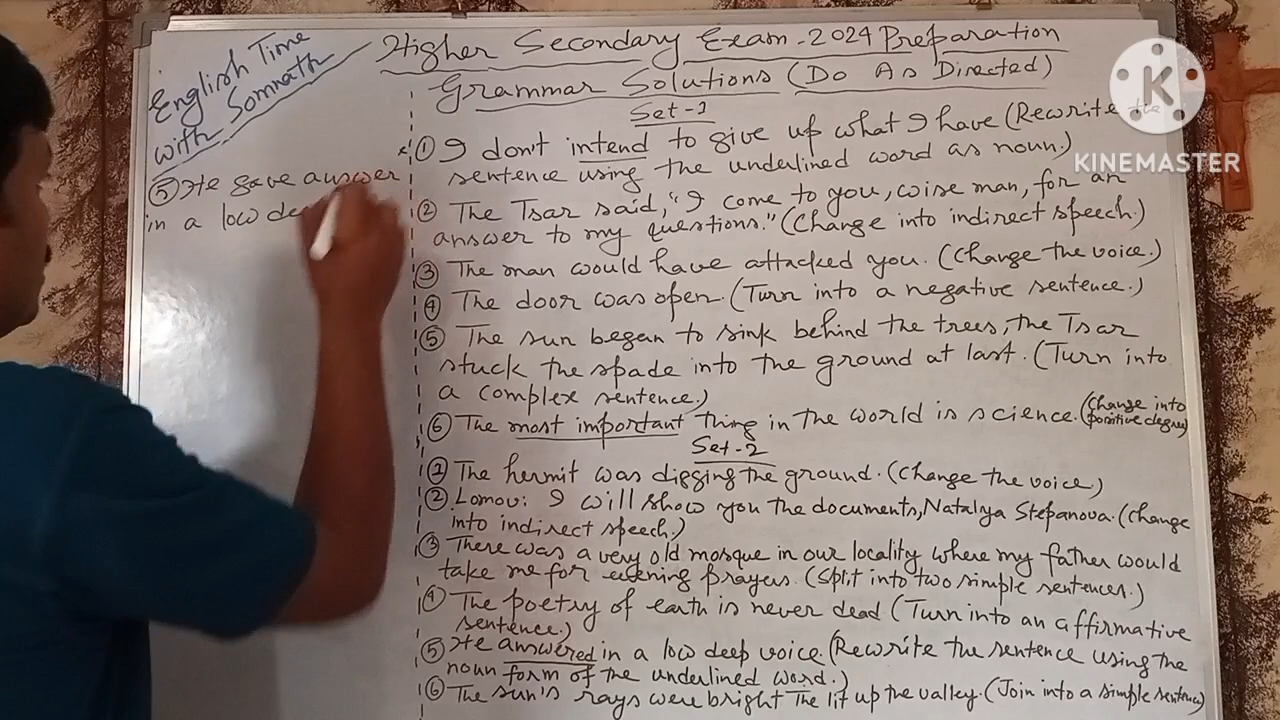 English Time
with Somnath
Higher Secondary Exam-2024 Preparation
Grammar Solutions (Do As Directed)
Set-1
① I don't intend to give up what I have (Rewrite the
sentence using the underlined word as noun.)
② The Tsar said, "I come to you, wise man, for an
answer to my questions." (Change into indirect speech.)
③ The man would have attacked you. (Change the voice.)
④ The door was open. (Turn into a negative sentence.)
⑤ The sun began to sink behind the trees, the Tsar
stuck the spade into the ground at last. (Turn into
a complex sentence.)
⑥ The most important thing in the world is science. (Change into
positive degree)
Set-2
① The hermit was digging the ground. (Change the voice)
② Lomov: I will show you the documents, Natalya Stepanova. (Change
into indirect speech.)
③ There was a very old mosque in our locality where my father would
take me for evening prayers. (Split into two simple sentences.)
④ The poetry of earth is never dead (Turn into an affirmative
sentence.)
⑤ He answered in a low deep voice. (Rewrite the sentence using the
noun form of the underlined word.)
⑥ The sun's rays were bright The lit up the valley. (Join into a simple sentence)
⑤ He gave answer
in a low dee
K
KINEMASTER